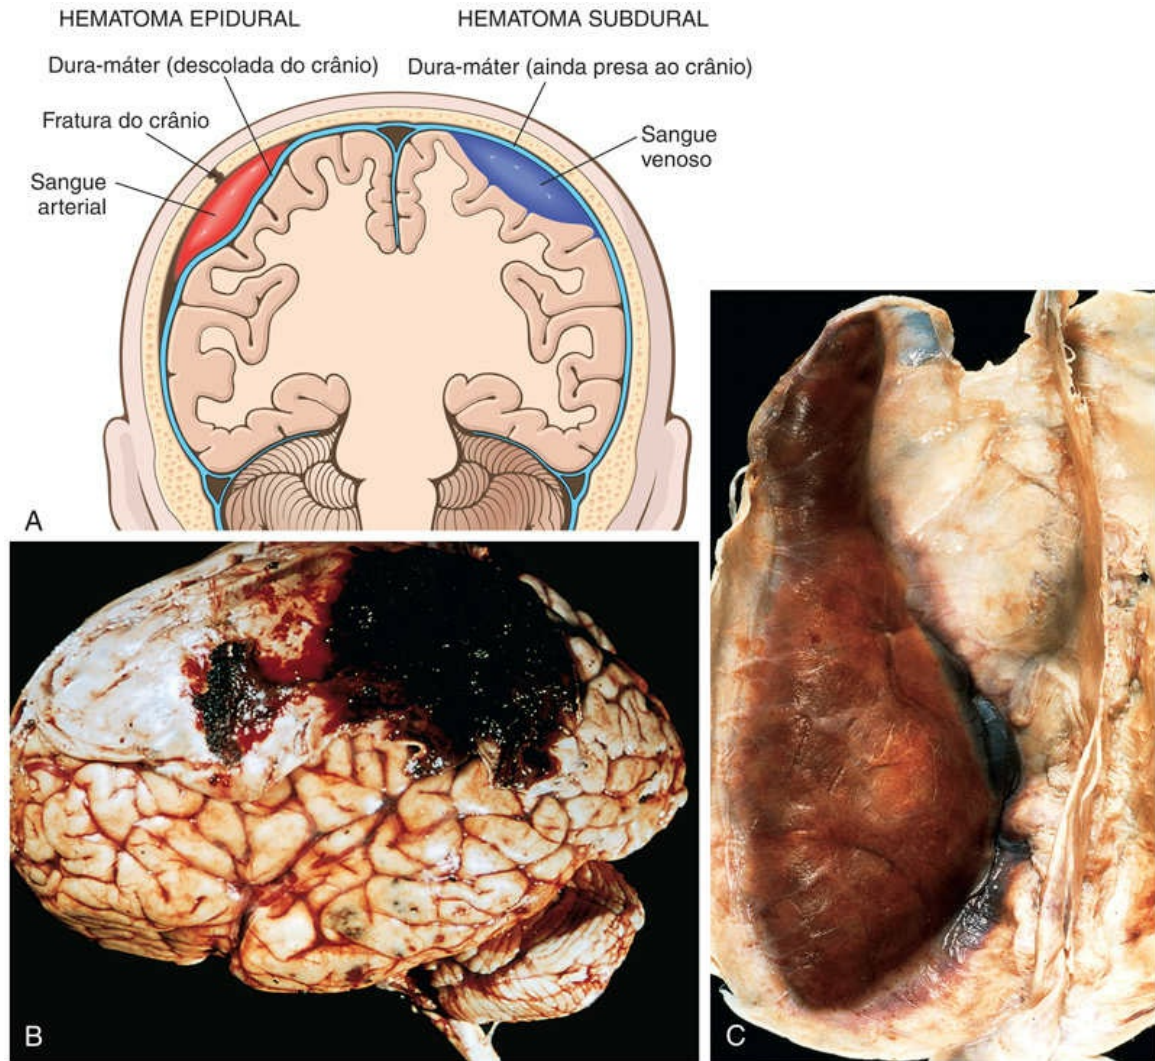 HEMATOMA EPIDURAL
HEMATOMA SUBDURAL
Dura-máter (descolada do crânio)
Dura-máter (ainda presa ao crânio)
Fratura do crânio
Sangue
arterial
Sangue
venoso
A
B
C